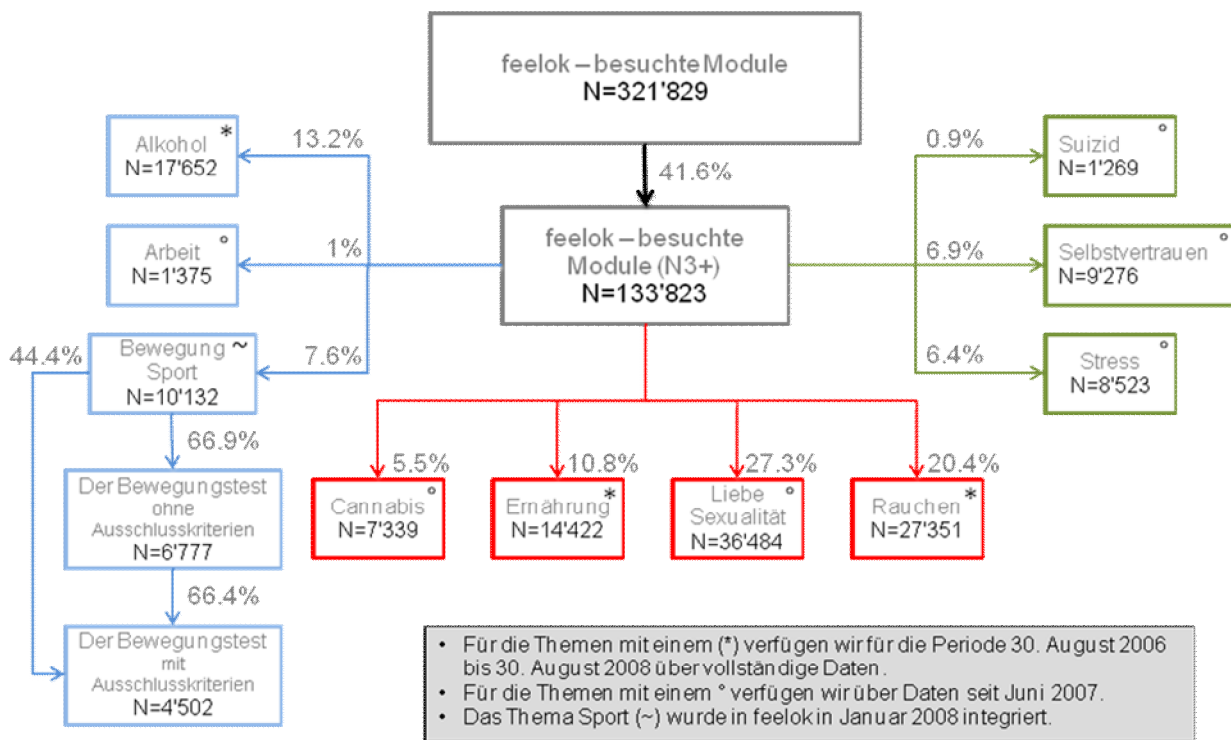 feelok – besuchte Module
N=321'829
41.6%
feelok – besuchte
Module (N3+)
N=133'823
13.2%
Alkohol *
N=17'652
1%
Arbeit °
N=1'375
7.6%
Bewegung ~
Sport
N=10'132
44.4%
66.9%
Der Bewegungstest
ohne
Ausschlusskriterien
N=6'777
66.4%
Der Bewegungstest
mit
Ausschlusskriterien
N=4'502
5.5%
Cannabis °
N=7'339
10.8%
Ernährung *
N=14'422
27.3%
Liebe °
Sexualität
N=36'484
20.4%
Rauchen *
N=27'351
0.9%
Suizid °
N=1'269
6.9%
Selbstvertrauen °
N=9'276
6.4%
Stress °
N=8'523
• Für die Themen mit einem (*) verfügen wir für die Periode 30. August 2006
bis 30. August 2008 über vollständige Daten.
• Für die Themen mit einem ° verfügen wir über Daten seit Juni 2007.
• Das Thema Sport (~) wurde in feelok in Januar 2008 integriert.